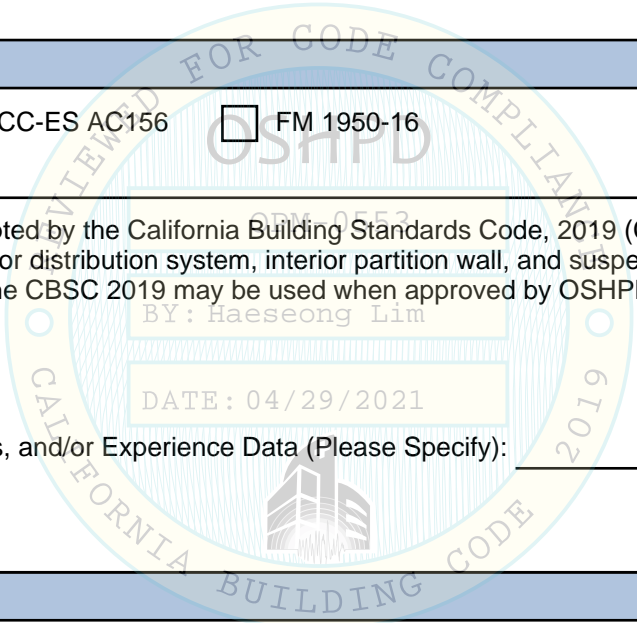 REVIEWED FOR CODE COMPLIANCE
CC-ES AC156 FM 1950-16
OSHPD
OPM-0553
oted by the California Building Standards Code, 2019 (
or distribution system, interior partition wall, and suspe
he CBSC 2019 may be used when approved by OSHP
BY: Haeseong Lim
DATE: 04/29/2021
s, and/or Experience Data (Please Specify):
CALIFORNIA BUILDING CODE 2019